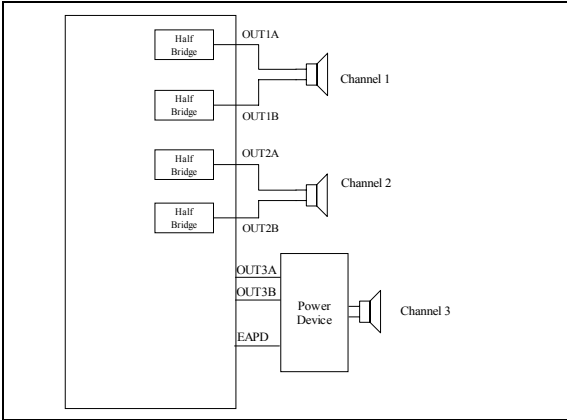 Half
Bridge
OUT1A
Channel 1
Half
Bridge
OUT1B
Half
Bridge
OUT2A
Channel 2
Half
Bridge
OUT2B
OUT3A
OUT3B
Power
Device
Channel 3
EAPD